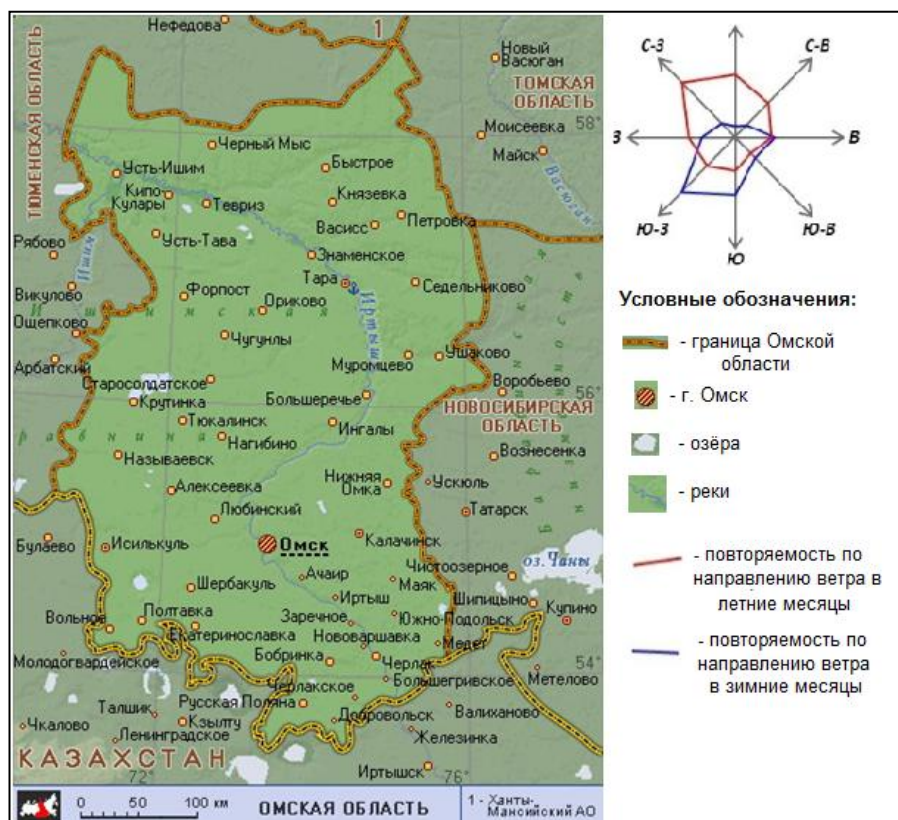 Нефедова
1
Новый
Васюган
ТОМСКАЯ
ОБЛАСТЬ
ТЮМЕНСКАЯ ОБЛАСТЬ
58°
Моисеевка
Майск
Васюган
Черный Мыс
Быстрое
Усть-Ишим
Кипо-
Кулары
Тевриз
Князевка
Васисс
Петровка
Усть-Тава
Рябово
Ишим
Знаменское
Тара
Иртыш
Седельниково
Викулово
Форпост
Ориково
Ишимская
Ощепково
Чугунлы
Арбатский
Муромцево
Ушаково
Старосолдатское
Крутинка
Большеречье
56°
Воробьево
НОВОСИБИРСКАЯ
ОБЛАСТЬ
Тюкалинск
Нагибино
Ингалы
равнина
Называевск
Вознесенка
Алексеевка
Нижняя
Омка
Ускюль
Любинский
Татарск
Булаево
Исилькуль
Омск
Калачинск
оз. Чаны
Чистоозерное
Ачаир
Маяк
Шербакуль
Иртыш
Шипицыно
Купино
Вольное
Полтавка
Заречное
Южно-Подольск
Екатеринославка
Нововаршавка
Медет
Молодогвардейское
Бобринка
Черлак
54°
Большегривское
Метелово
Черлакское
Талшик
Русская Поляна
Валиханово
Чкалово
Кзылту
Добровольск
Ленинградское
Железинка
КАЗАХСТАН
72°
Иртышск
76°
0 50 100 км
ОМСКАЯ ОБЛАСТЬ
1 - Ханты-
Мансийский АО
С-З
С-В
З
В
Ю-З
Ю-В
Ю
Условные обозначения:
- граница Омской
области
- г. Омск
- озёра
- реки
- повторяемость по
направлению ветра в
летние месяцы
- повторяемость по
направлению ветра
в зимние месяцы